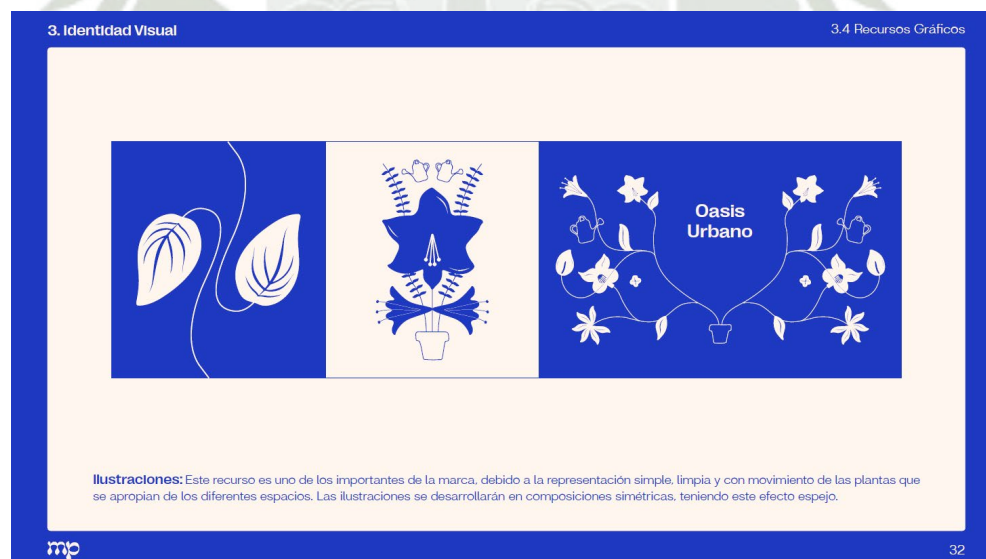 3. Identidad Visual
3.4 Recursos Gráficos
Oasis
Urbano
Ilustraciones: Este recurso es uno de los importantes de la marca, debido a la representación simple, limpia y con movimiento de las plantas que
se apropian de los diferentes espacios. Las ilustraciones se desarrollarán en composiciones simétricas, teniendo este efecto espejo.
mp
32